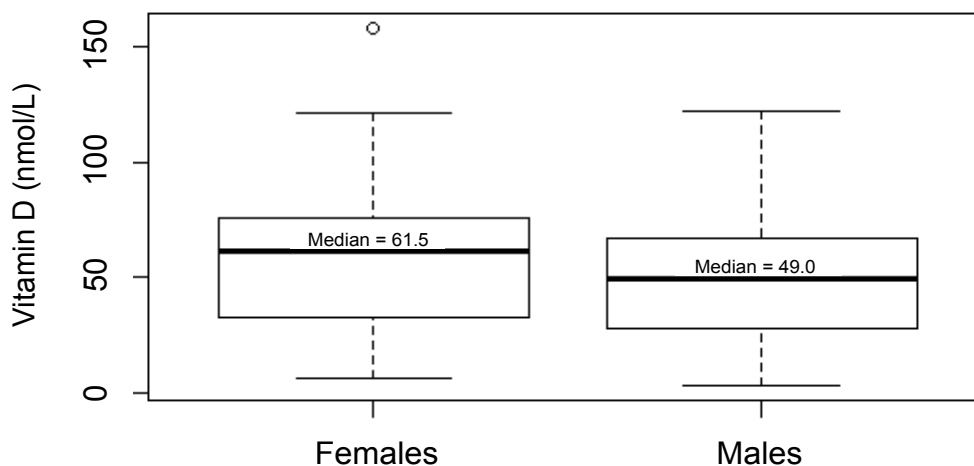 Vitamin D (nmol/L)
150
100
50
0
Median = 61.5
Median = 49.0
Females
Males